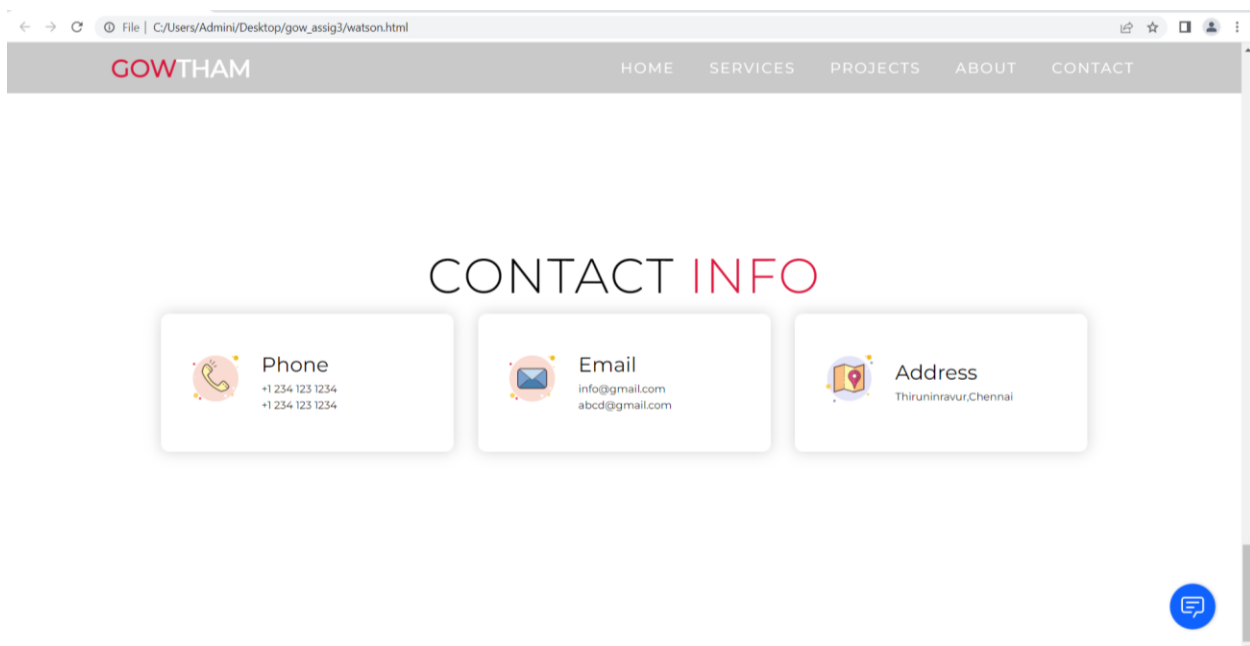 File | C:/Users/Admini/Desktop/gow_assig3/watson.html
GOWTHAM
HOME SERVICES PROJECTS ABOUT CONTACT
CONTACT INFO
Phone
+1 234 123 1234
+1 234 123 1234
Email
info@gmail.com
abcd@gmail.com
Address
Thiruninravur,Chennai